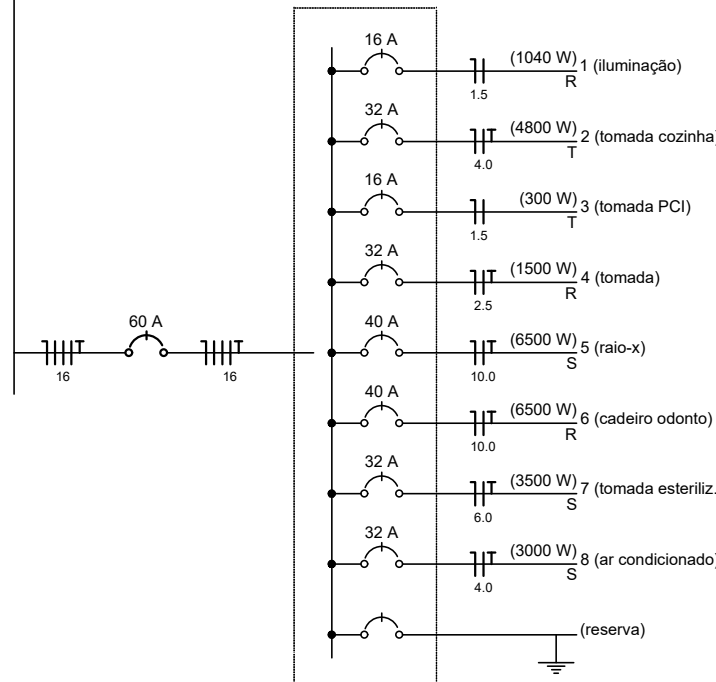 16 A
(1040 W) 1 (iluminação)
1.5 R
32 A
(4800 W) 2 (tomada cozinha)
4.0 T
16 A
(300 W) 3 (tomada PCI)
1.5 T
32 A
(1500 W) 4 (tomada)
2.5 R
60 A
16 16
40 A
(6500 W) 5 (raio-x)
10.0 S
40 A
(6500 W) 6 (cadeiro odonto)
10.0 R
32 A
(3500 W) 7 (tomada esteriliz.
6.0 S
32 A
(3000 W) 8 (ar condicionado)
4.0 S
(reserva)